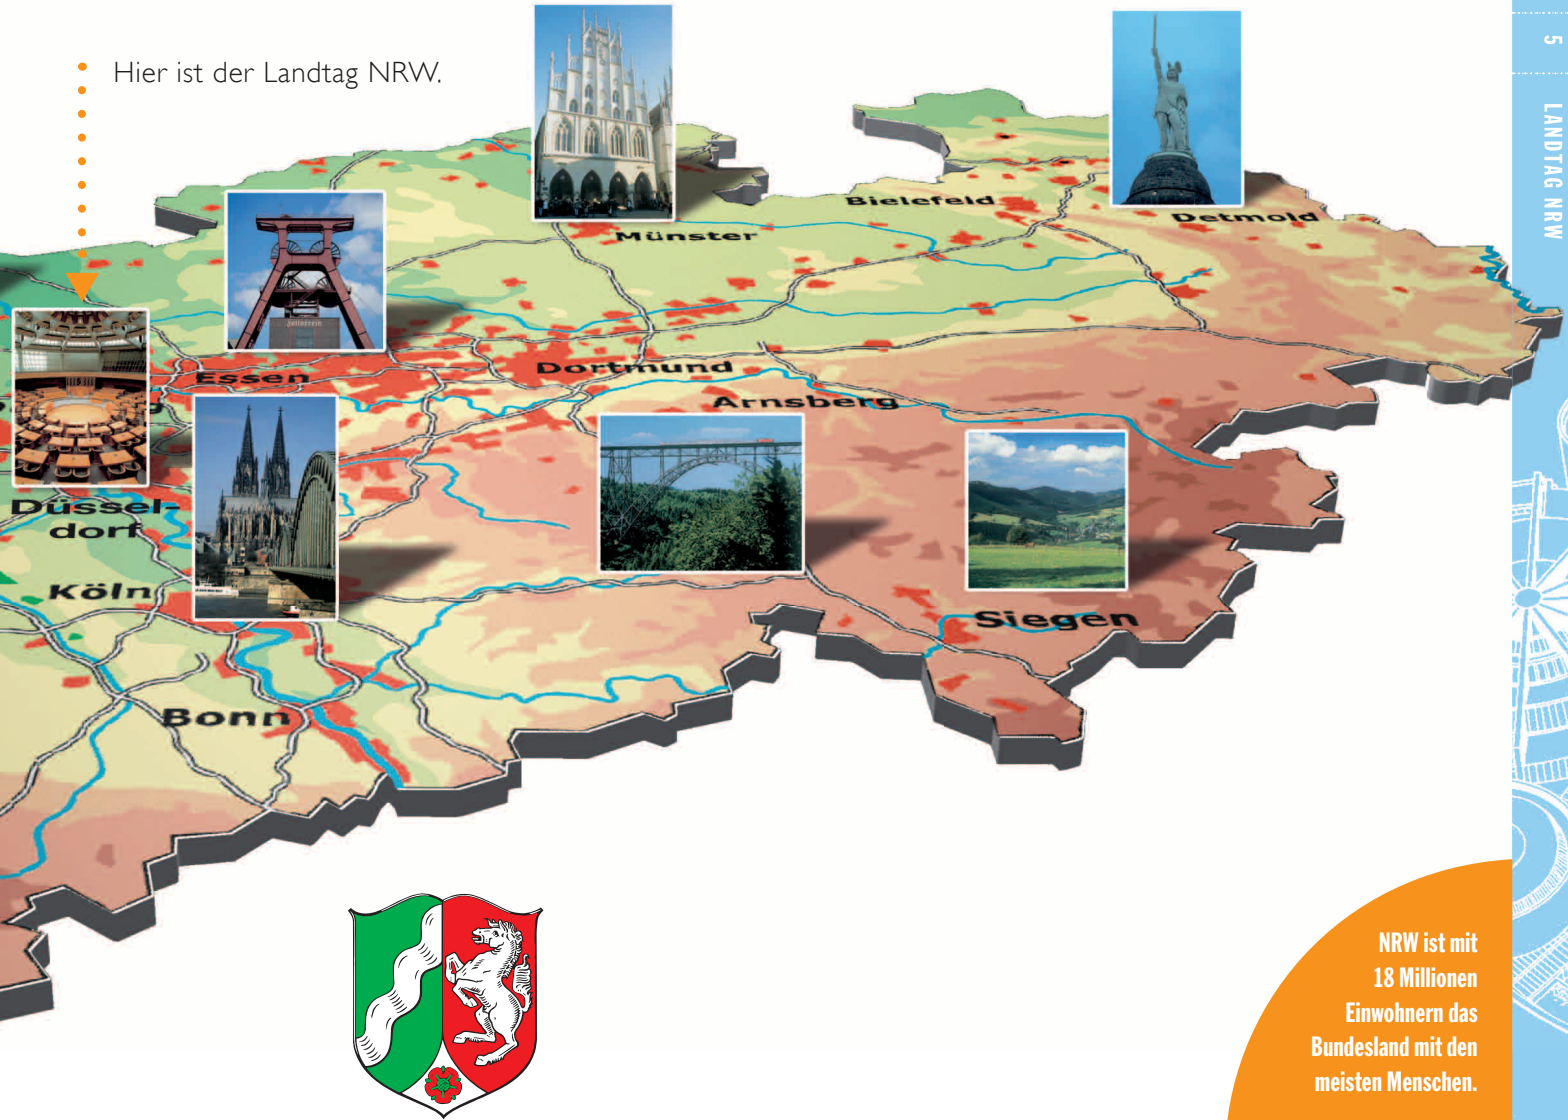 Hier ist der Landtag NRW.
5
LANDTAG NRW
Bielefeld
Detmold
Münster
Zollverein
Essen
Dortmund
Arnsberg
Düssel-
dorf
Köln
Siegen
Bonn
NRW ist mit
18 Millionen
Einwohnern das
Bundesland mit den
meisten Menschen.